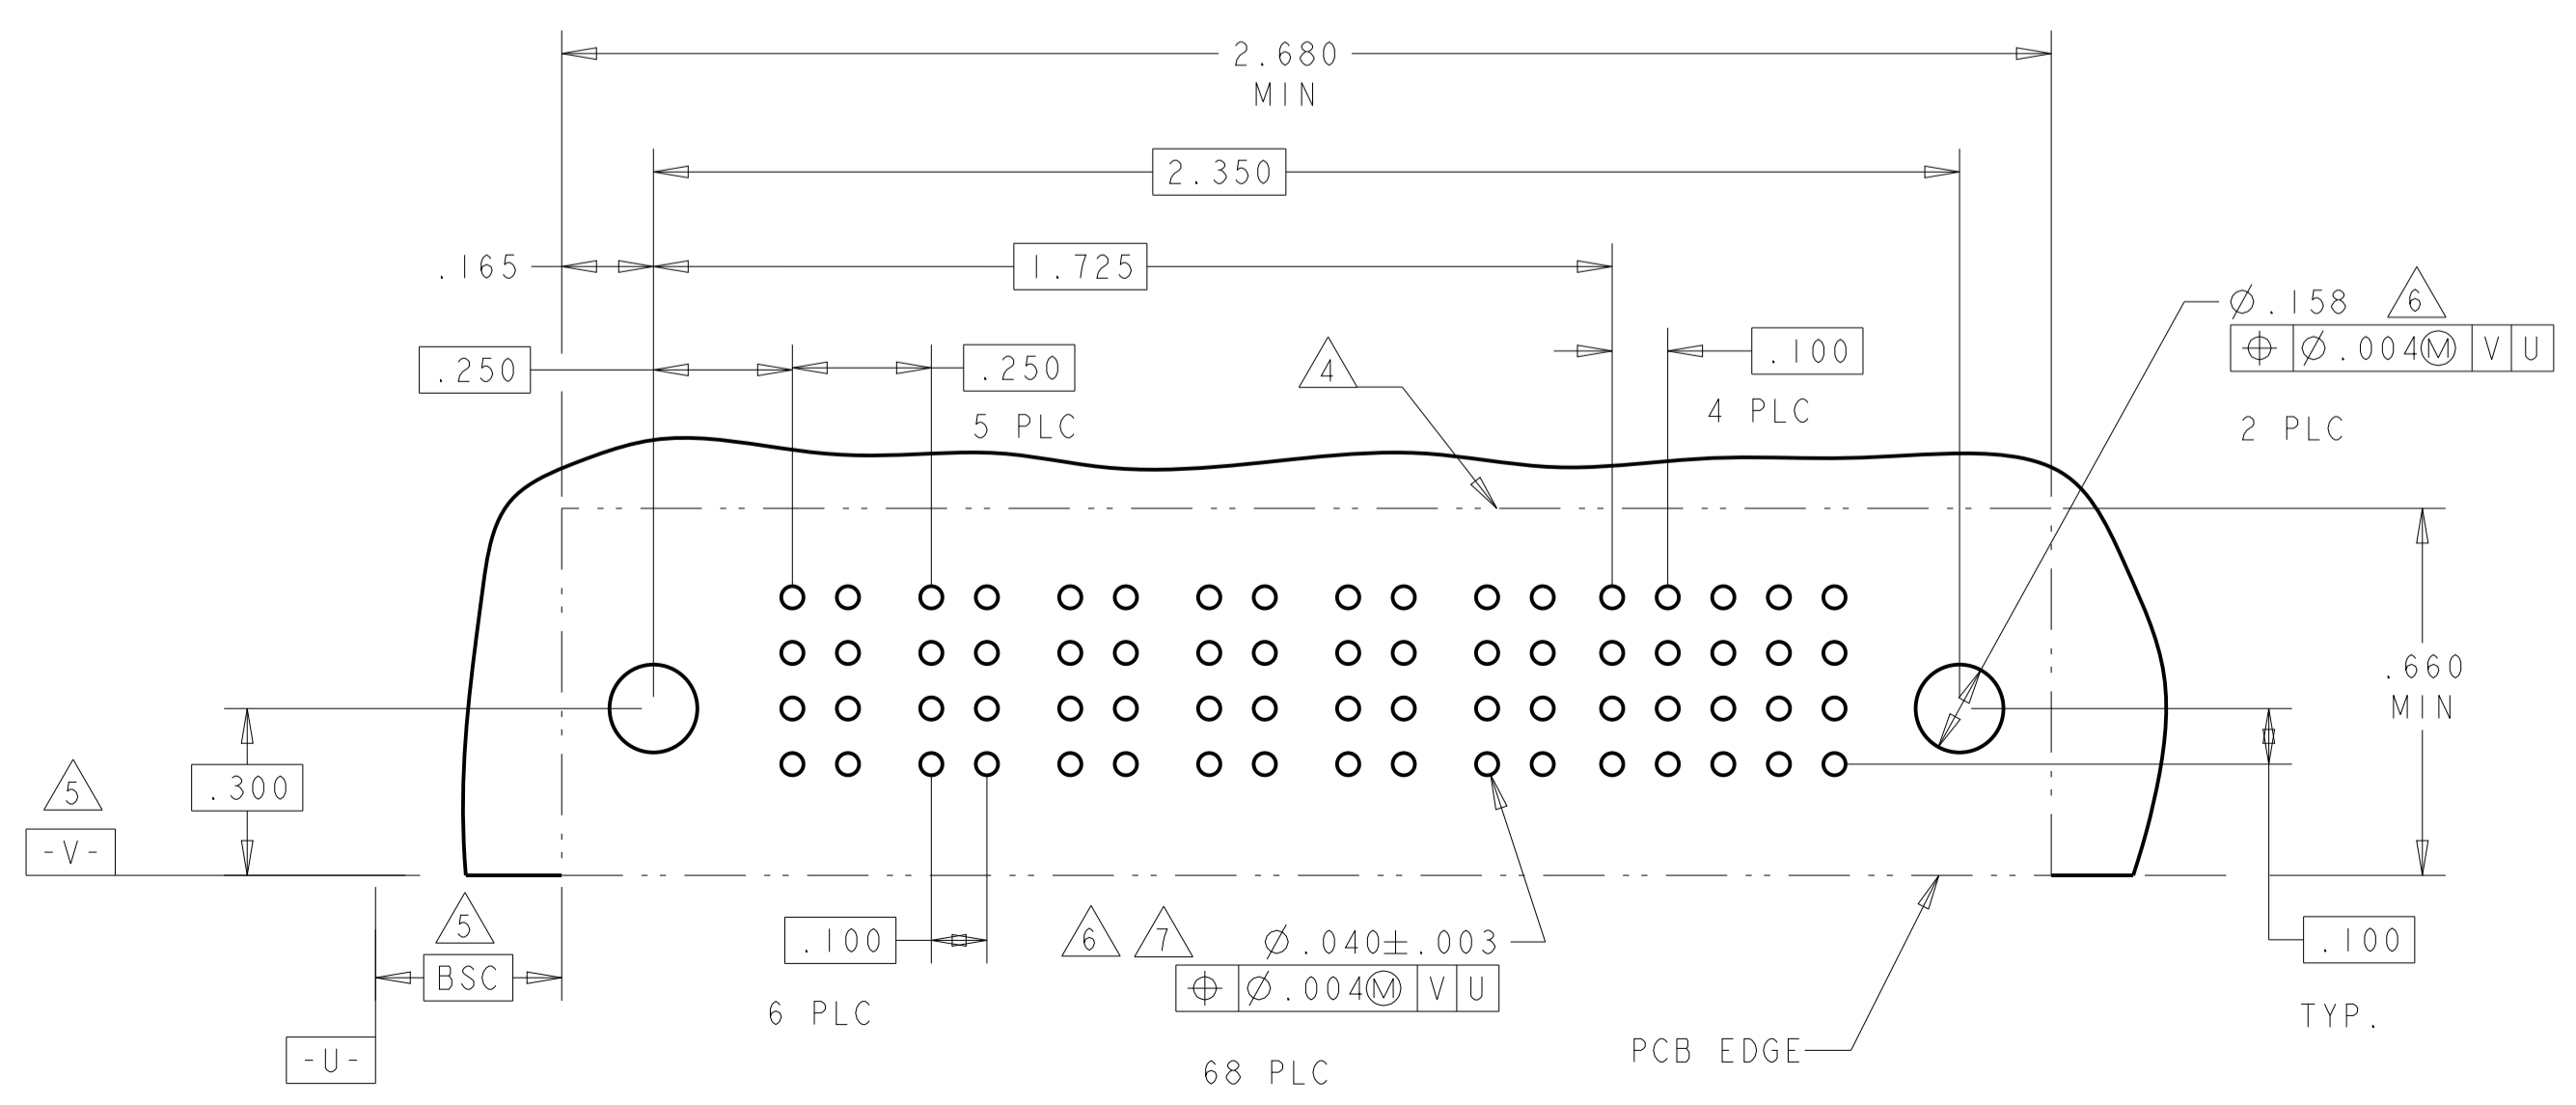 2.680
MIN
2.350
.165
1.725
.250
.250
5 PLC
4
.100
4 PLC
Ø.158 6
⌖ Ø.004Ⓜ V U
2 PLC
.660
MIN
.300
5
-V-
5
BSC
-U-
.100
6 PLC
6 7 Ø.040±.003
⌖ Ø.004Ⓜ V U
68 PLC
PCB EDGE
.100
TYP.